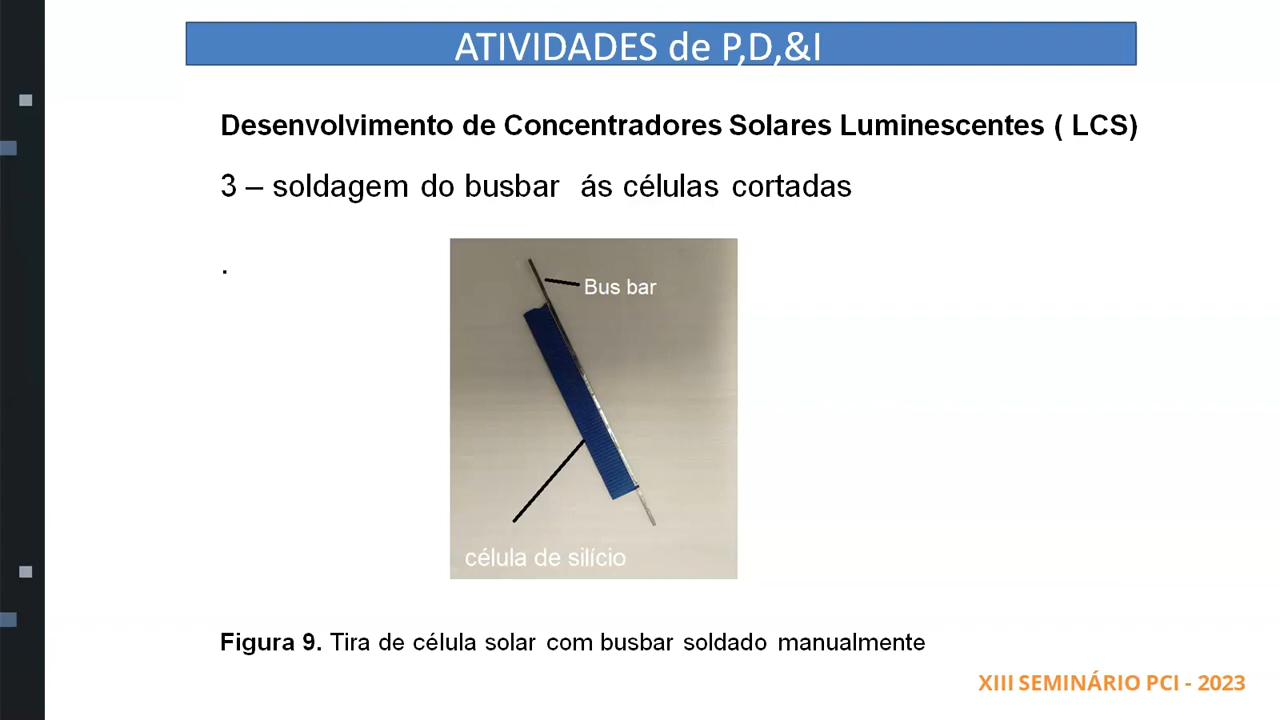 ATIVIDADES de P,D,&I
Desenvolvimento de Concentradores Solares Luminescentes ( LCS)
3 – soldagem do busbar ás células cortadas
.
Bus bar
célula de silício
Figura 9. Tira de célula solar com busbar soldado manualmente
XIII SEMINÁRIO PCI - 2023